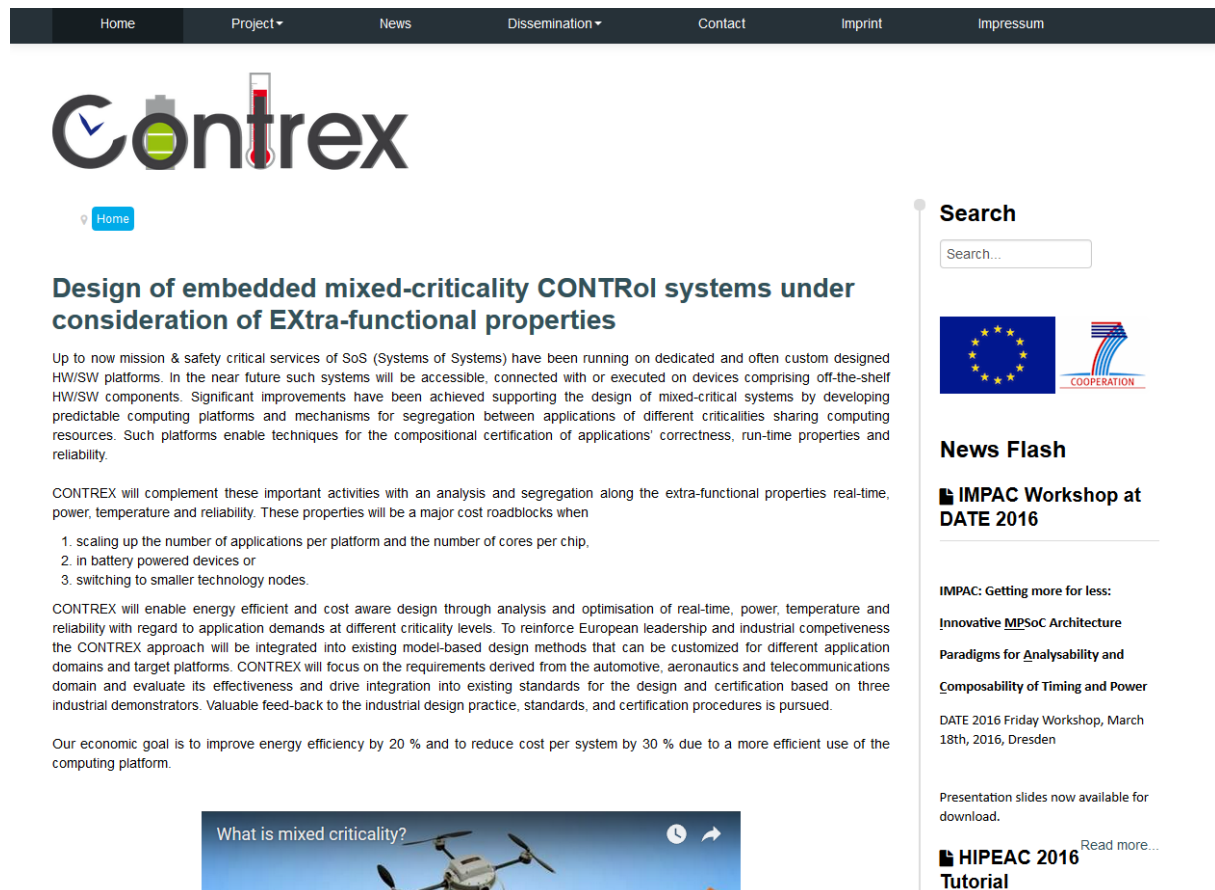 Home Project News Dissemination Contact Imprint Impressum
Contrex
Home
Design of embedded mixed-criticality CONTRol systems under
consideration of EXtra-functional properties
Up to now mission & safety critical services of SoS (Systems of Systems) have been running on dedicated and often custom designed
HW/SW platforms. In the near future such systems will be accessible, connected with or executed on devices comprising off-the-shelf
HW/SW components. Significant improvements have been achieved supporting the design of mixed-critical systems by developing
predictable computing platforms and mechanisms for segregation between applications of different criticalities sharing computing
resources. Such platforms enable techniques for the compositional certification of applications' correctness, run-time properties and
reliability.
CONTREX will complement these important activities with an analysis and segregation along the extra-functional properties real-time,
power, temperature and reliability. These properties will be a major cost roadblocks when
1. scaling up the number of applications per platform and the number of cores per chip,
2. in battery powered devices or
3. switching to smaller technology nodes.
CONTREX will enable energy efficient and cost aware design through analysis and optimisation of real-time, power, temperature and
reliability with regard to application demands at different criticality levels. To reinforce European leadership and industrial competiveness
the CONTREX approach will be integrated into existing model-based design methods that can be customized for different application
domains and target platforms. CONTREX will focus on the requirements derived from the automotive, aeronautics and telecommunications
domain and evaluate its effectiveness and drive integration into existing standards for the design and certification based on three
industrial demonstrators. Valuable feed-back to the industrial design practice, standards, and certification procedures is pursued.
Our economic goal is to improve energy efficiency by 20 % and to reduce cost per system by 30 % due to a more efficient use of the
computing platform.
What is mixed criticality?
Search
Search...
COOPERATION
News Flash
IMPAC Workshop at
DATE 2016
IMPAC: Getting more for less:
Innovative MPSoC Architecture
Paradigms for Analysability and
Composability of Timing and Power
DATE 2016 Friday Workshop, March
18th, 2016, Dresden
Presentation slides now available for
download.
Read more...
HIPEAC 2016
Tutorial